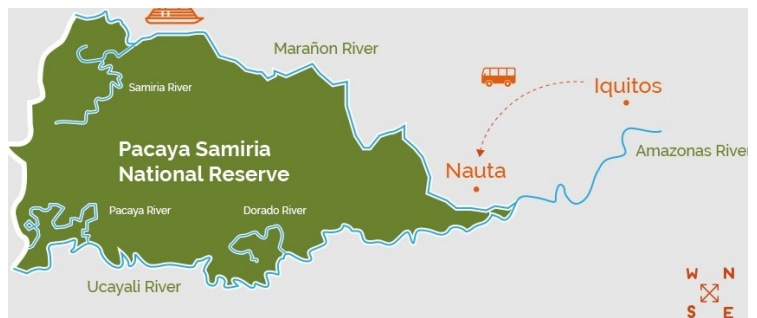 Marañon River
Samiria River
Iquitos
Pacaya Samiria
National Reserve
Amazonas River
Nauta
Pacaya River
Dorado River
Ucayali River
W N
S E